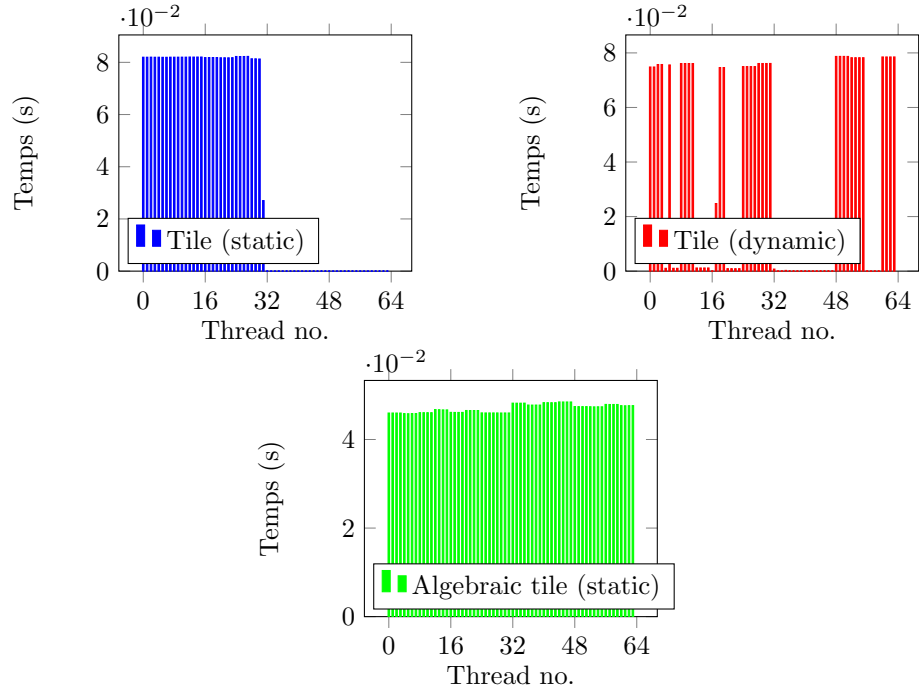 ·10⁻²
8
6
4
2
0
Temps (s)
Tile (static)
0 16 32 48 64
Thread no.
·10⁻²
8
6
4
2
0
Temps (s)
Tile (dynamic)
0 16 32 48 64
Thread no.
·10⁻²
4
2
0
Temps (s)
Algebraic tile (static)
0 16 32 48 64
Thread no.